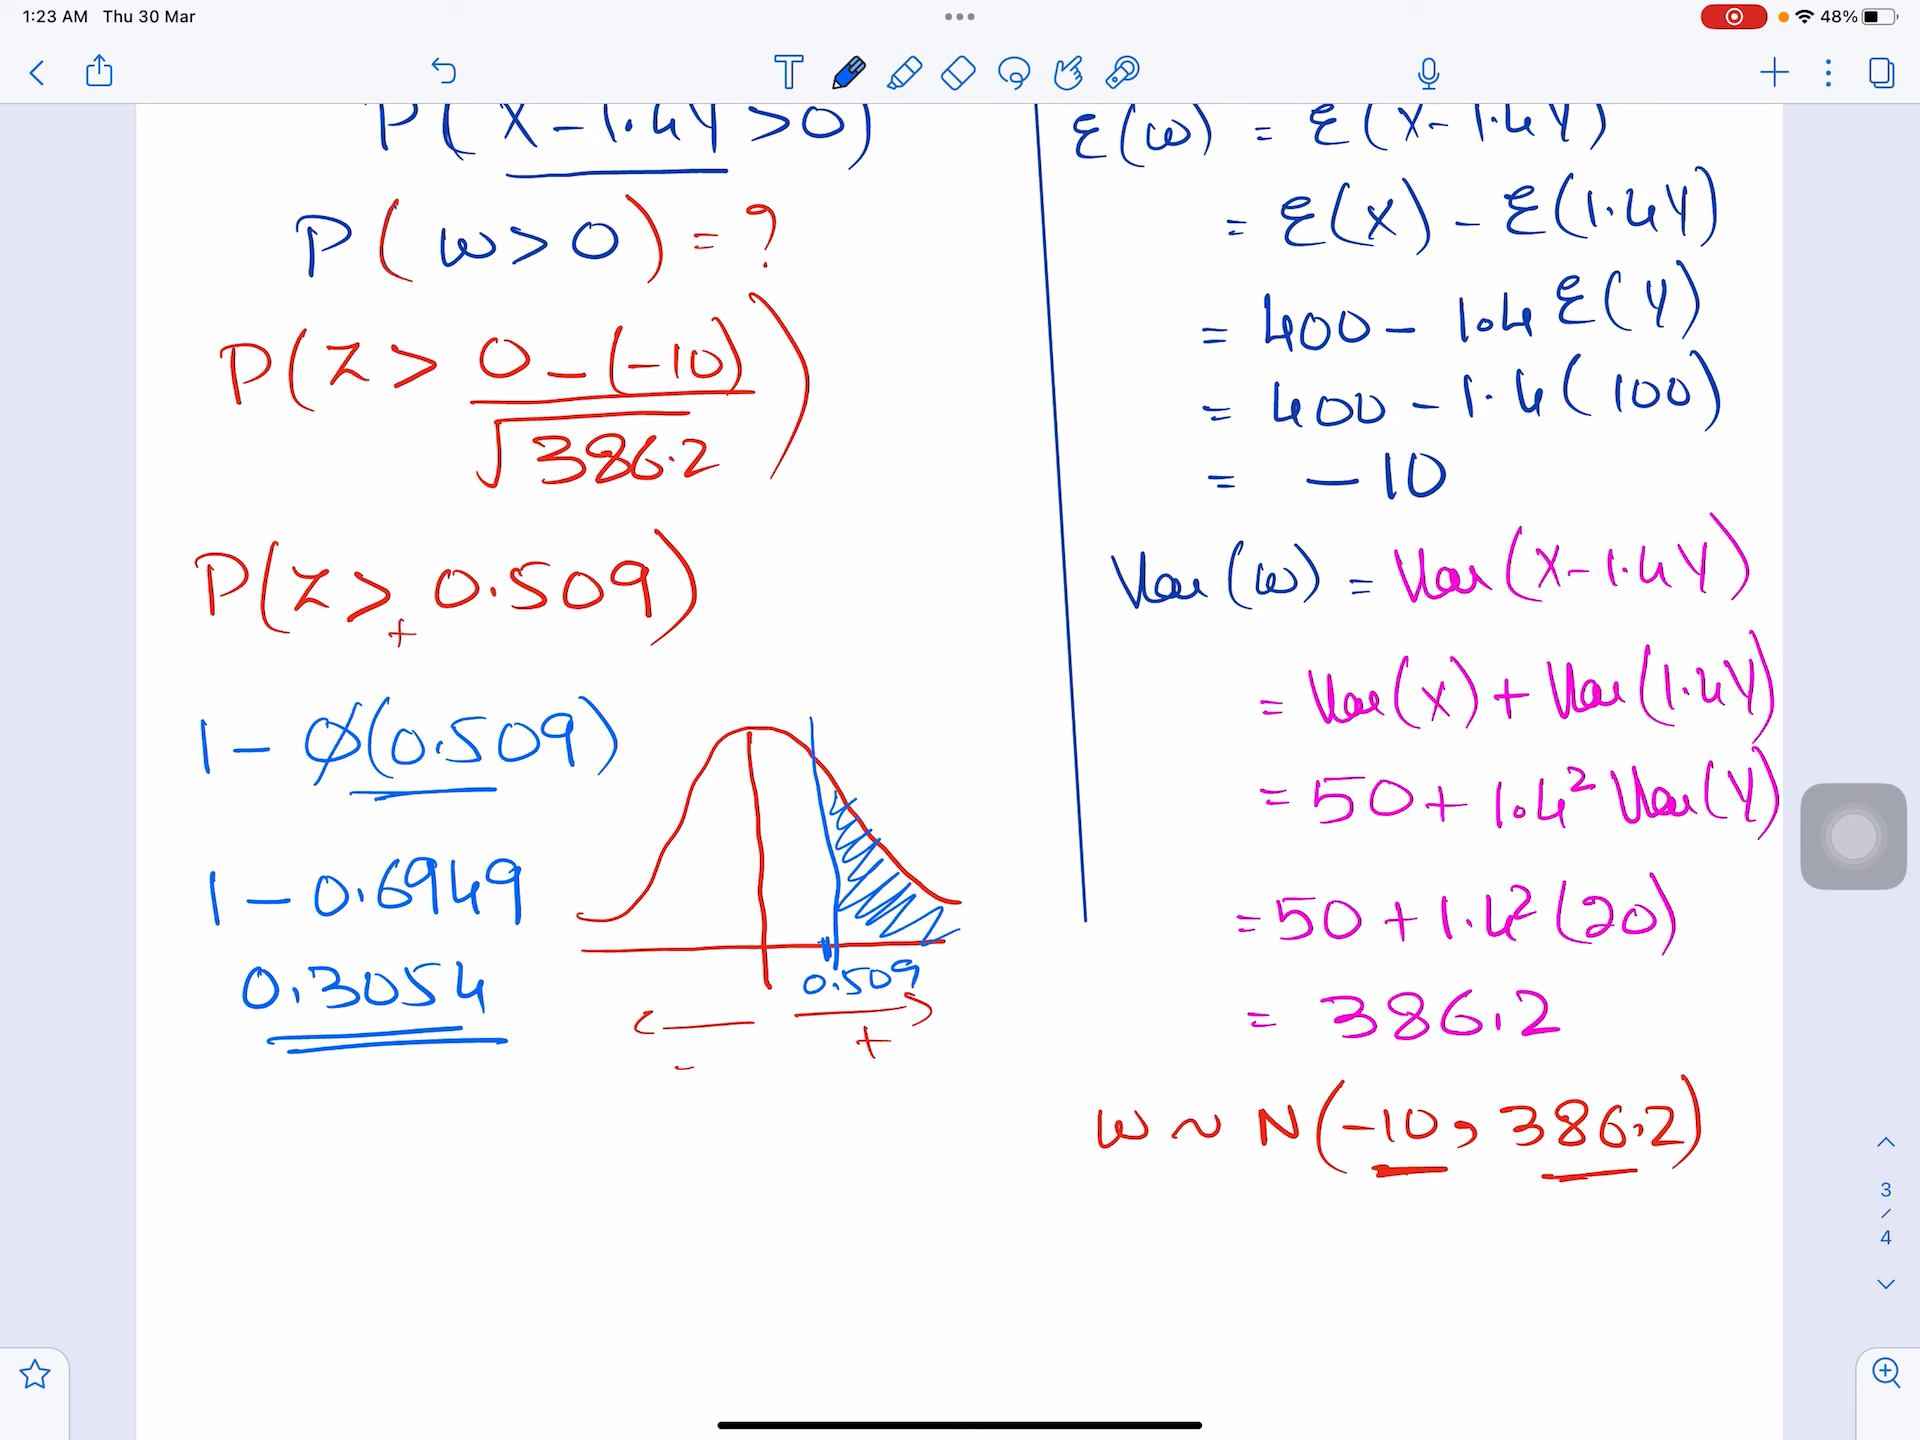 1:23 AM Thu 30 Mar
48%
P( X - 1.4Y > 0)
P( W > 0 ) = ?
P(Z > 0 - (-10) / √386.2 )
P(Z > 0.509)
+
1 - Ø(0.509)
1 - 0.6949
0.3054
0.509
-
+
E(W) = E(X - 1.4Y)
= E(X) - E(1.4Y)
= 400 - 1.4 E(Y)
= 400 - 1.4(100)
= -10
Var(W) = Var(X - 1.4Y)
= Var(X) + Var(1.4Y)
= 50 + 1.4² Var(Y)
= 50 + 1.4² (20)
= 386.2
W ~ N(-10, 386.2)
3
/
4